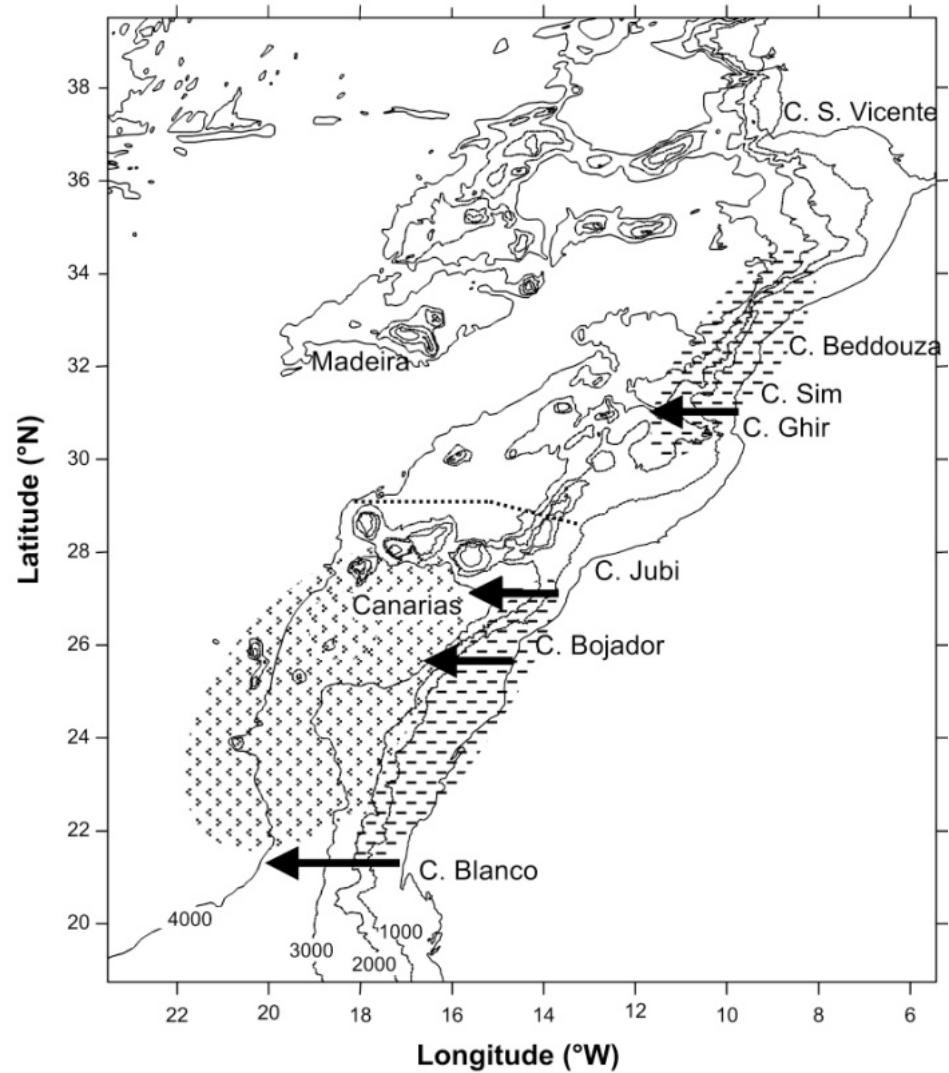 38
C. S. Vicente
36
34
C. Beddouza
32
Madeira
C. Sim
C. Ghir
30
28
C. Jubi
Canarias
C. Bojador
26
24
22
C. Blanco
4000
20
1000
3000
2000
22
20
18
16
14
12
10
8
6
Latitude (°N)
Longitude (°W)